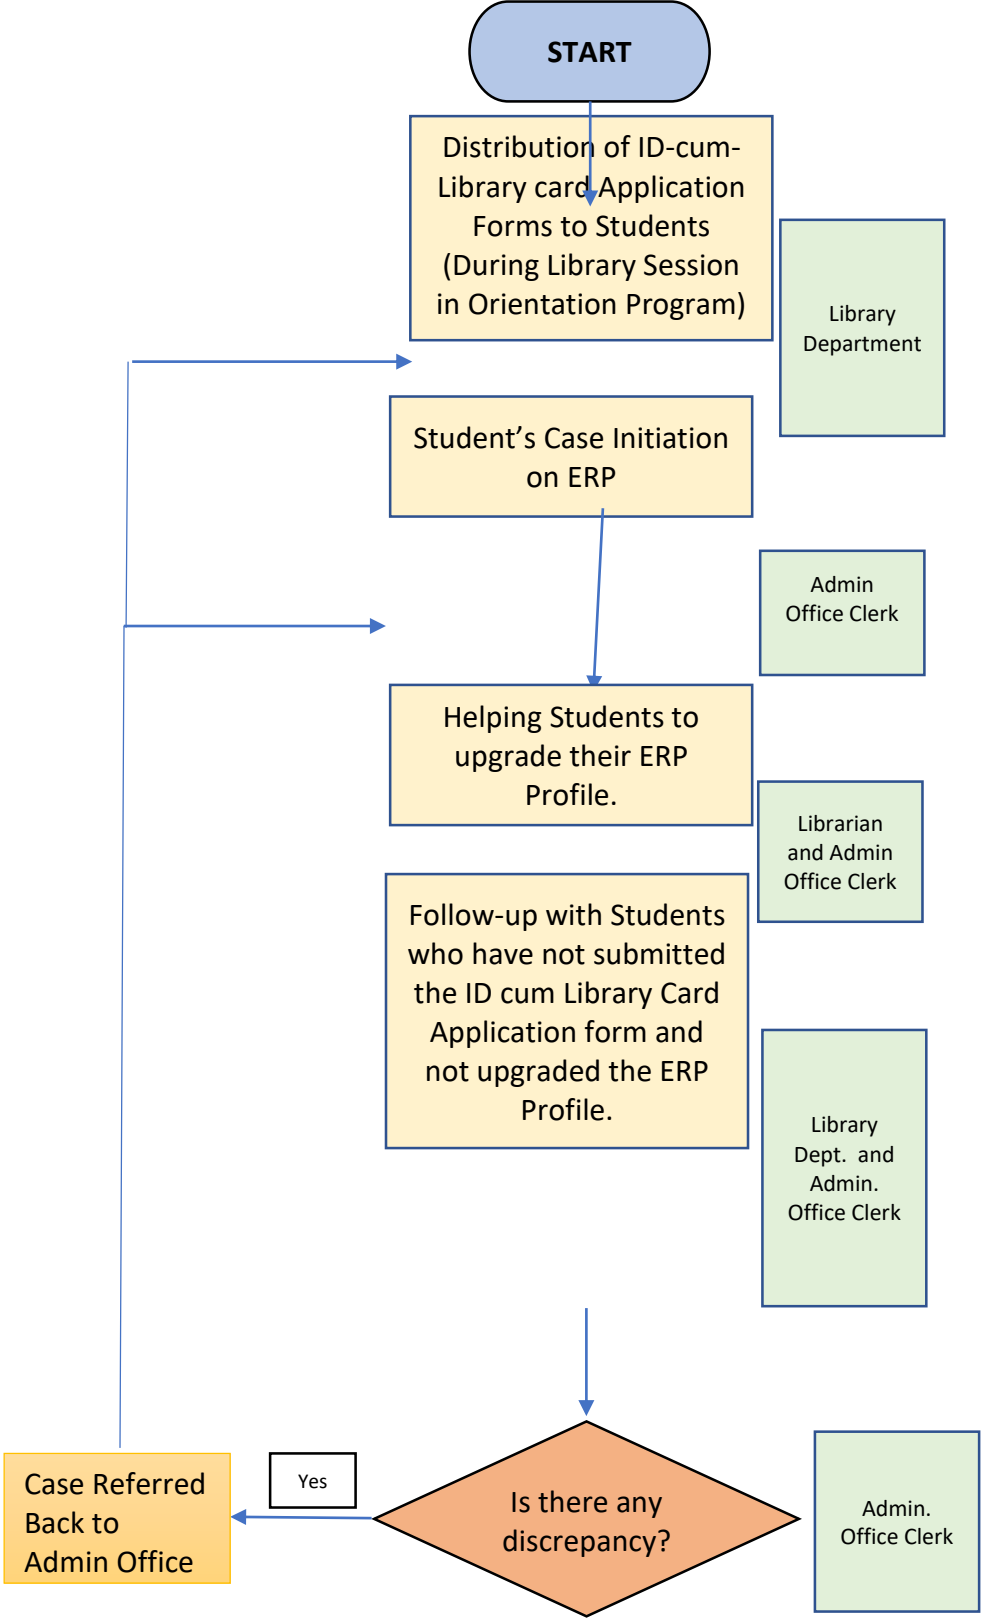 START
Distribution of ID-cum-
Library card Application
Forms to Students
(During Library Session
in Orientation Program)
Library
Department
Student’s Case Initiation
on ERP
Admin
Office Clerk
Helping Students to
upgrade their ERP
Profile.
Librarian
and Admin
Office Clerk
Follow-up with Students
who have not submitted
the ID cum Library Card
Application form and
not upgraded the ERP
Profile.
Library
Dept. and
Admin.
Office Clerk
Case Referred
Back to
Admin Office
Yes
Is there any
discrepancy?
Admin.
Office Clerk